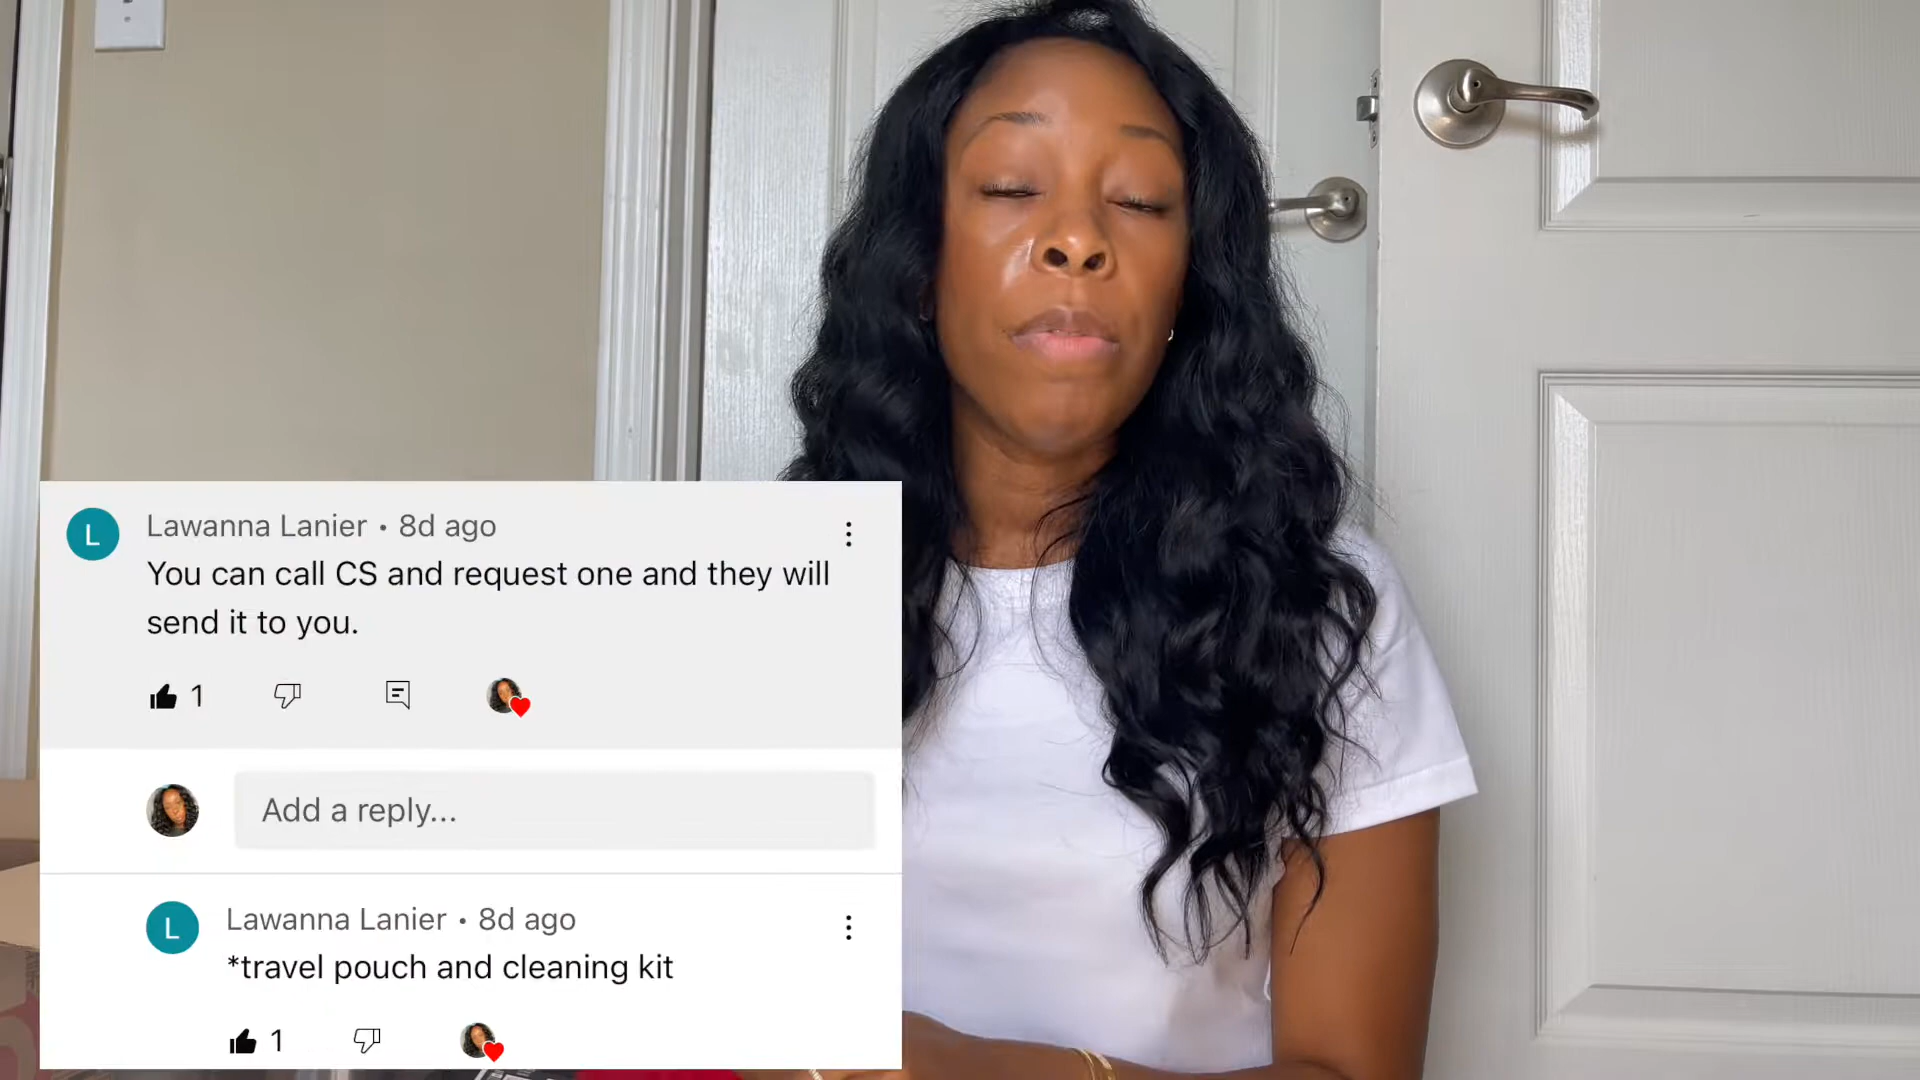 L
Lawanna Lanier • 8d ago
You can call CS and request one and they will
send it to you.
1
Add a reply...
L
Lawanna Lanier • 8d ago
*travel pouch and cleaning kit
1